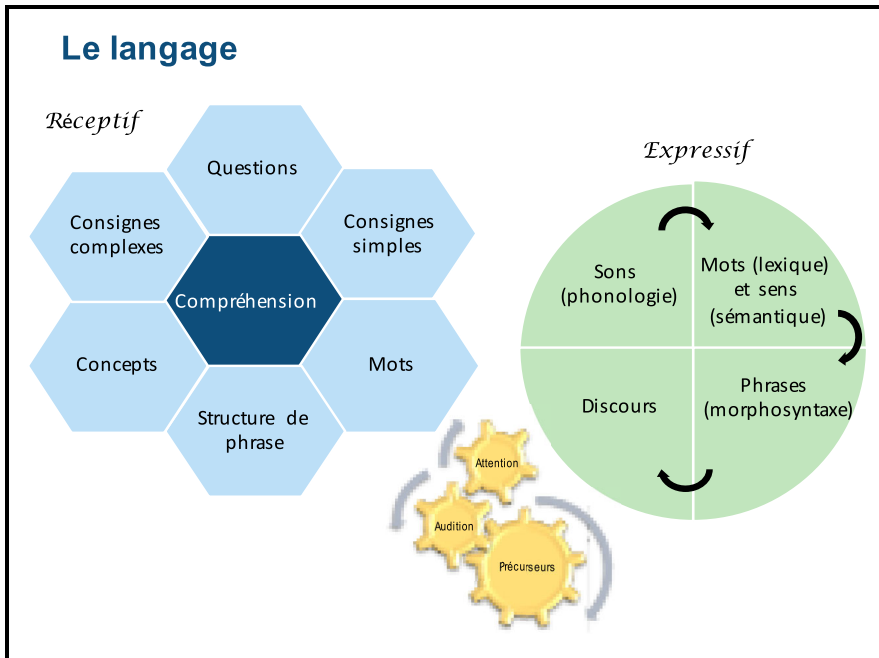 Le langage
Réceptif
Questions
Consignes
complexes
Consignes
simples
Compréhension
Concepts
Mots
Structure de
phrase
Expressif
Sons
(phonologie)
Mots (lexique)
et sens
(sémantique)
Discours
Phrases
(morphosyntaxe)
Attention
Audition
Précurseurs